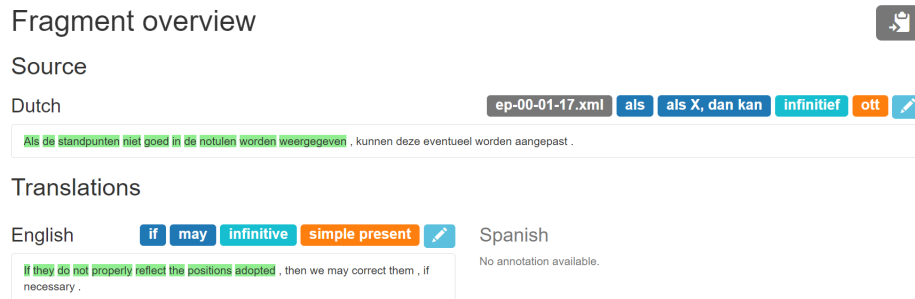 Fragment overview
Source
Dutch ep-00-01-17.xml als als X, dan kan infinitief ott
Als de standpunten niet goed in de notulen worden weergegeven , kunnen deze eventueel worden aangepast .
Translations
English if may infinitive simple present
Spanish
If they do not properly reflect the positions adopted , then we may correct them , if
necessary .
No annotation available.